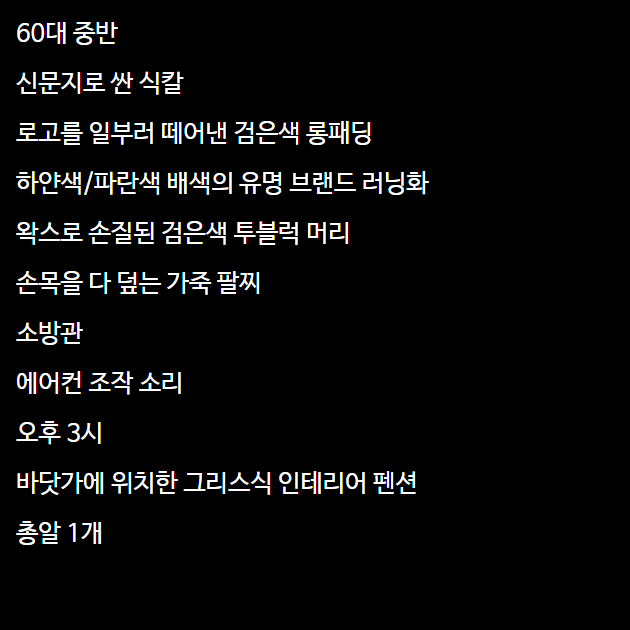 60대 중반
신문지로 싼 식칼
로고를 일부러 떼어낸 검은색 롱패딩
하얀색/파란색 배색의 유명 브랜드 러닝화
왁스로 손질된 검은색 투블럭 머리
손목을 다 덮는 가죽 팔찌
소방관
에어컨 조작 소리
오후 3시
바닷가에 위치한 그리스식 인테리어 펜션
총알 1개